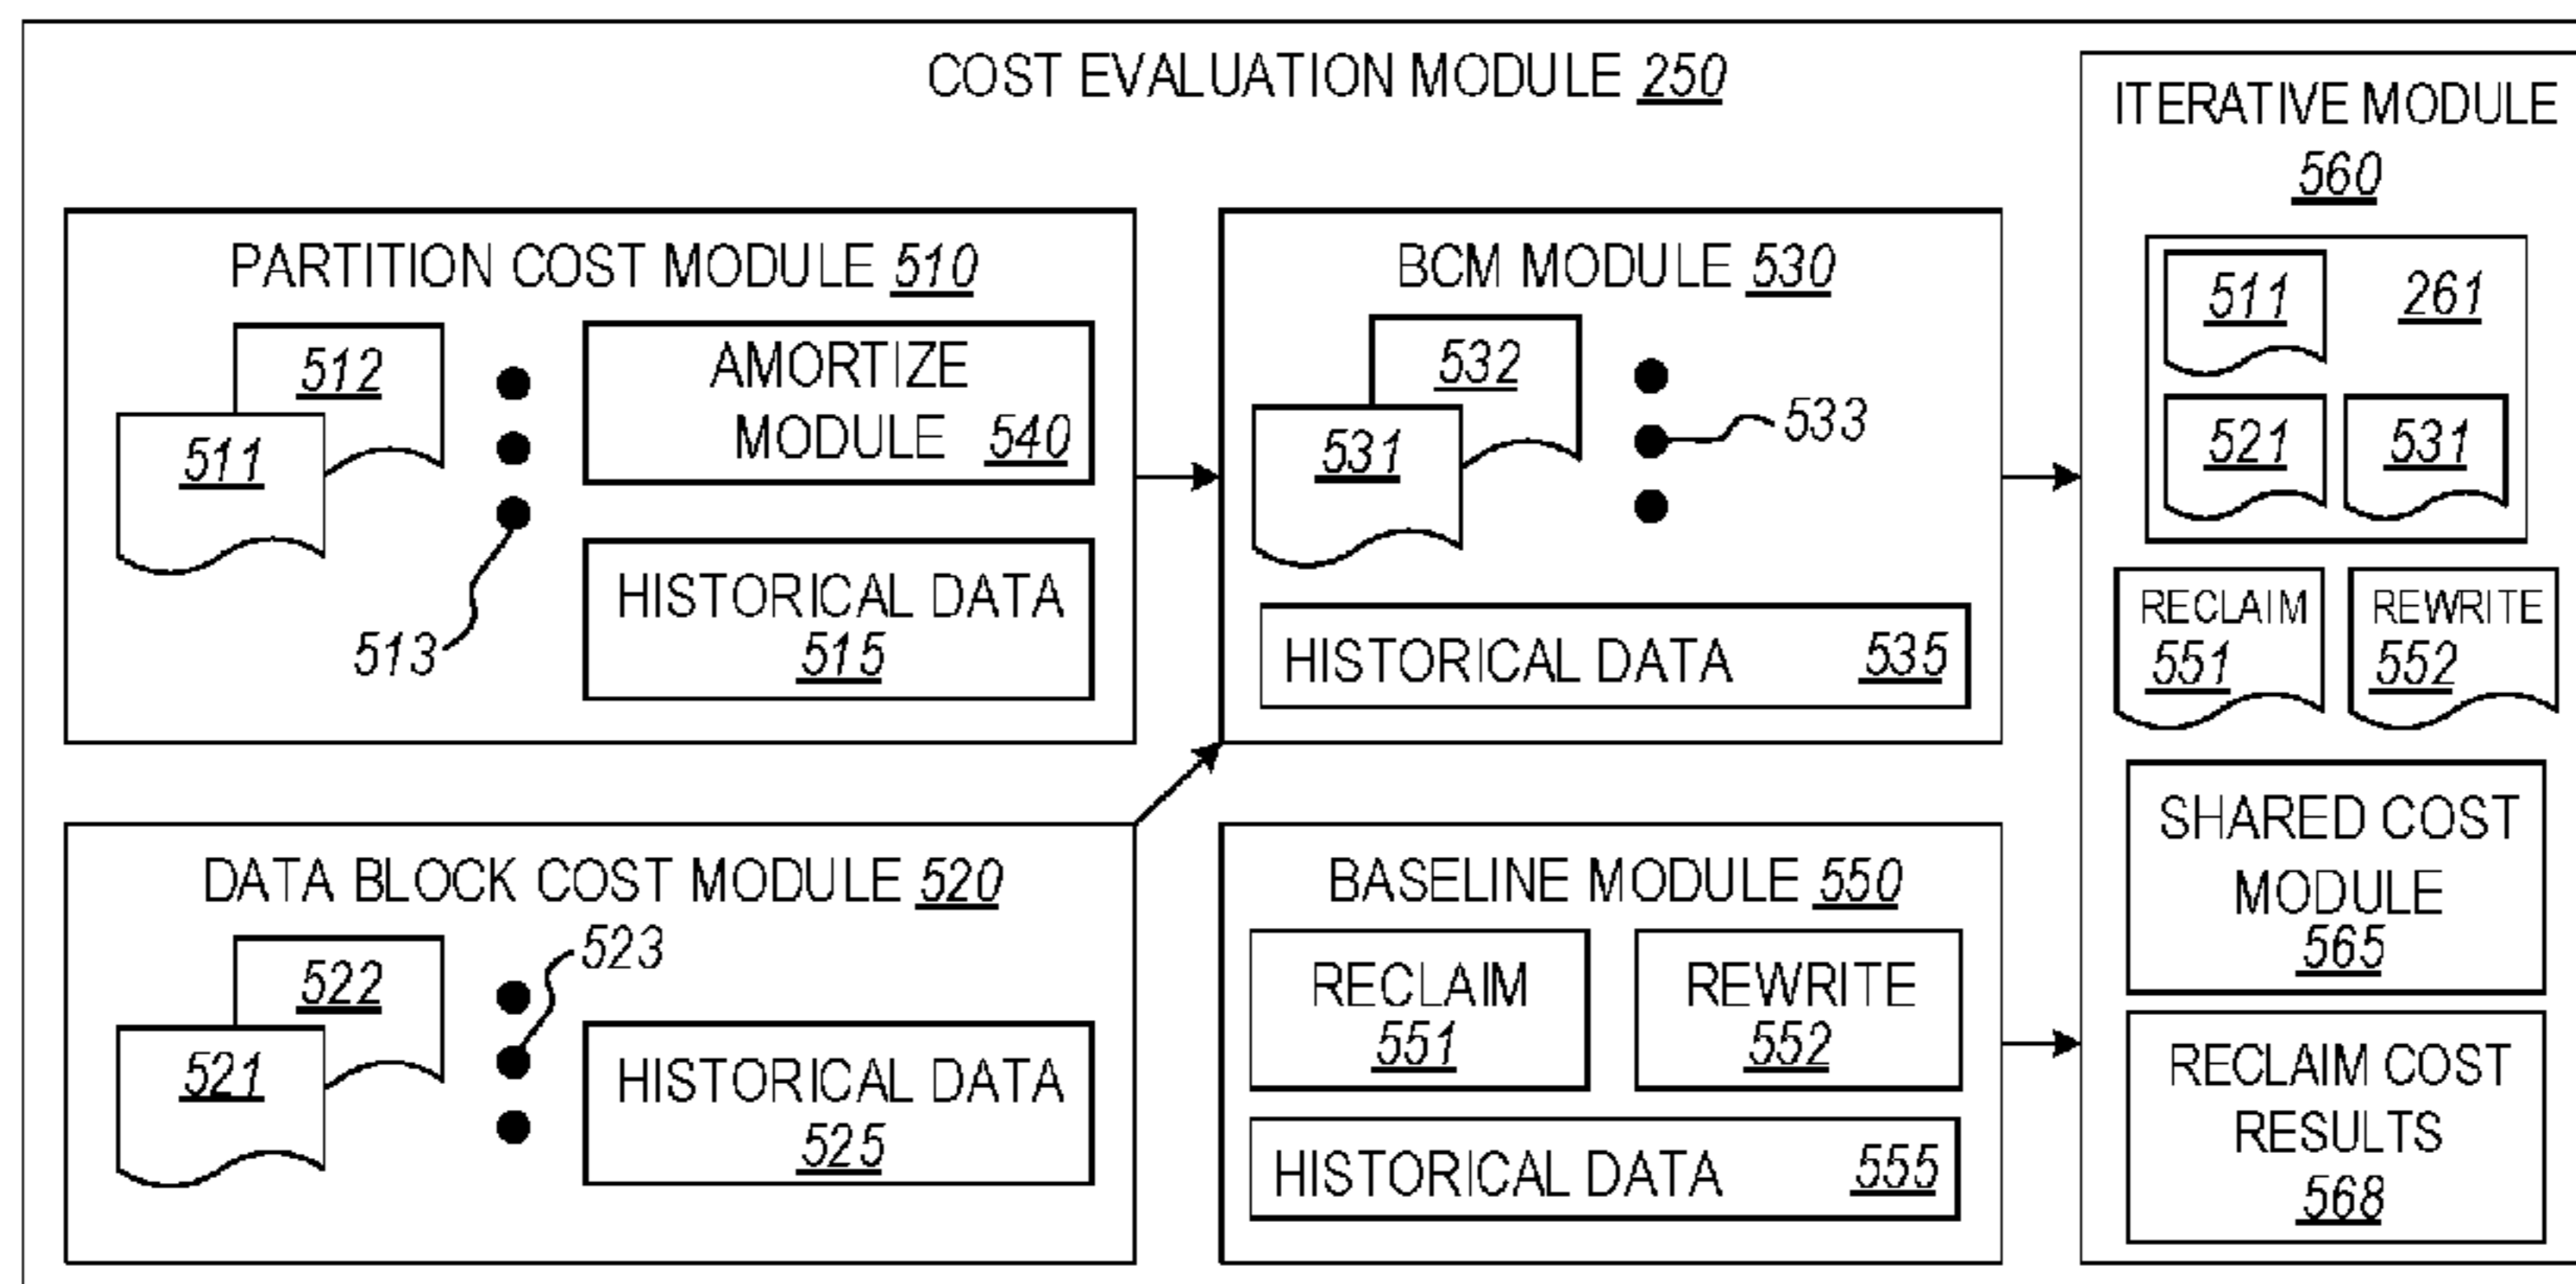 COST EVALUATION MODULE 250
PARTITION COST MODULE 510
512
511
513
AMORTIZE
MODULE 540
HISTORICAL DATA
515
DATA BLOCK COST MODULE 520
522
521
523
HISTORICAL DATA
525
BCM MODULE 530
532
531
533
HISTORICAL DATA 535
BASELINE MODULE 550
RECLAIM
551
REWRITE
552
HISTORICAL DATA 555
ITERATIVE MODULE
560
511 261
521 531
RECLAIM
551
REWRITE
552
SHARED COST
MODULE
565
RECLAIM COST
RESULTS
568